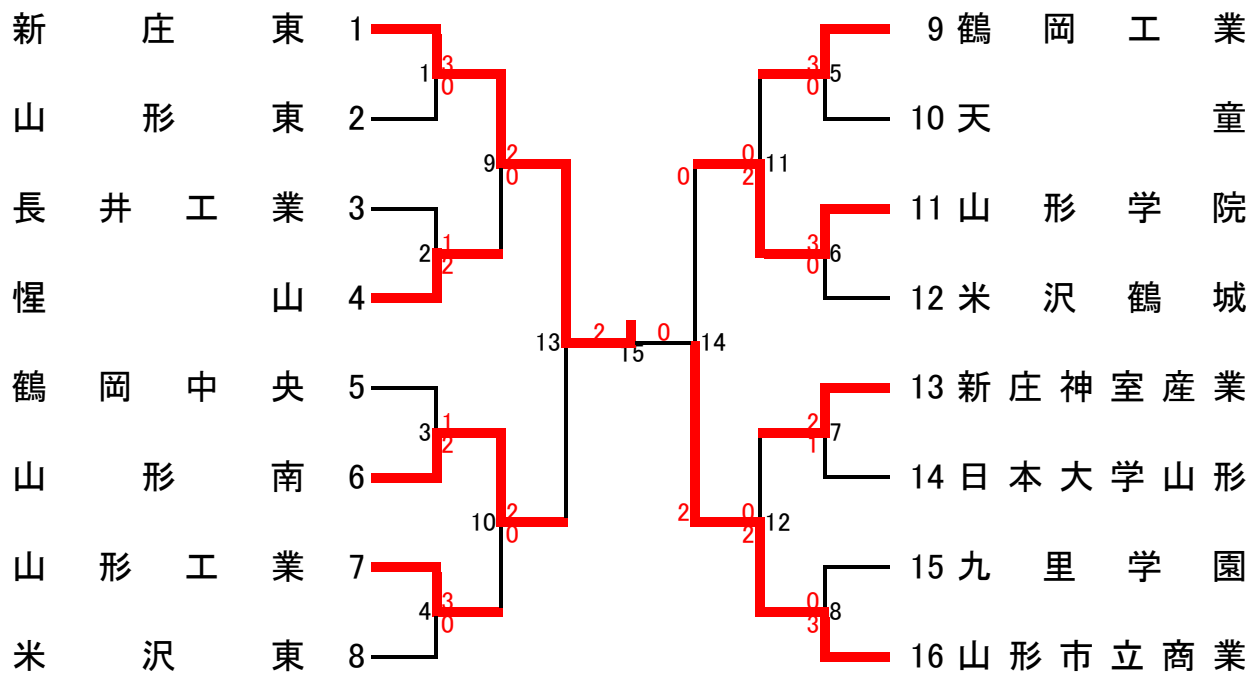 新庄東 1
1 3
0
山形東 2
9 2
0
長井工業 3
2 1
2
惺山 4
13 2
15
鶴岡中央 5
3 1
2
山形南 6
10 2
0
山形工業 7
4 3
0
米沢東 8
9 鶴岡工業
3 5
0
10 天童
0 11
0 2
11 山形学院
3 6
0
12 米沢鶴城
0 14
13 新庄神室産業
2 7
1
14 日本大学山形
2 0 12
2
15 九里学園
0 8
3
16 山形市立商業